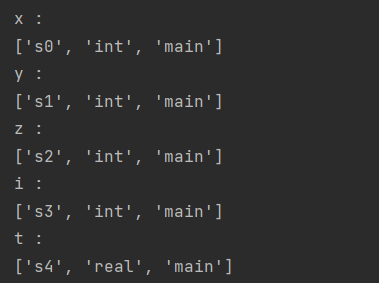 x :
['s0', 'int', 'main']
y :
['s1', 'int', 'main']
z :
['s2', 'int', 'main']
i :
['s3', 'int', 'main']
t :
['s4', 'real', 'main']